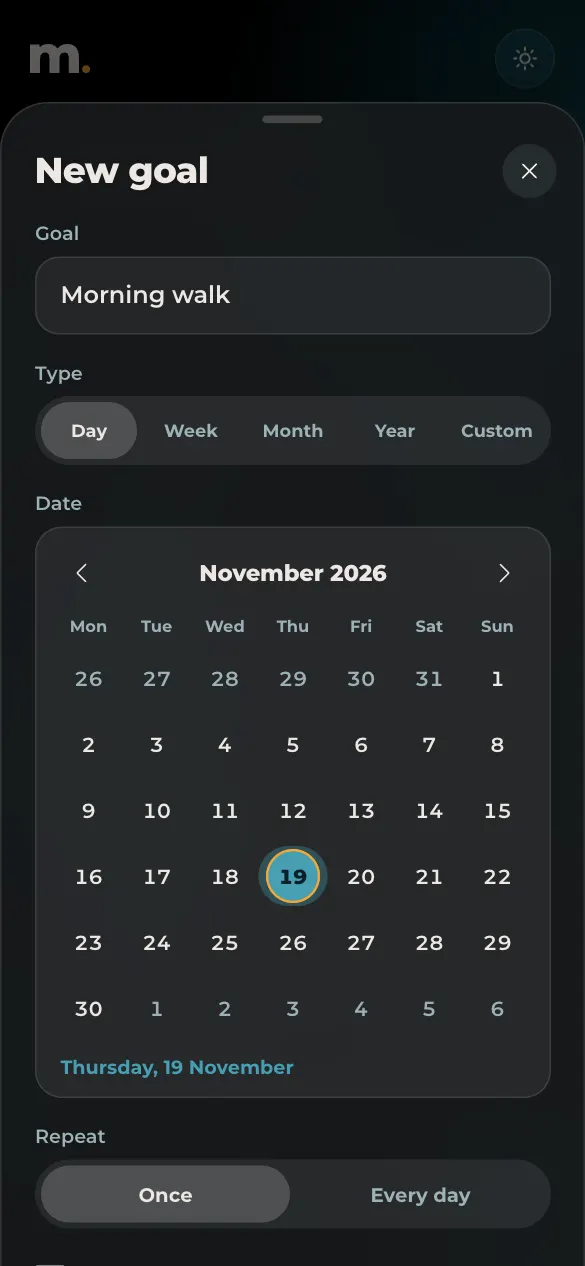 m.
New goal
Goal
Morning walk
Type
Day Week Month Year Custom
Date
November 2026
Mon Tue Wed Thu Fri Sat Sun
26 27 28 29 30 31 1
2 3 4 5 6 7 8
9 10 11 12 13 14 15
16 17 18 19 20 21 22
23 24 25 26 27 28 29
30 1 2 3 4 5 6
Thursday, 19 November
Repeat
Once Every day